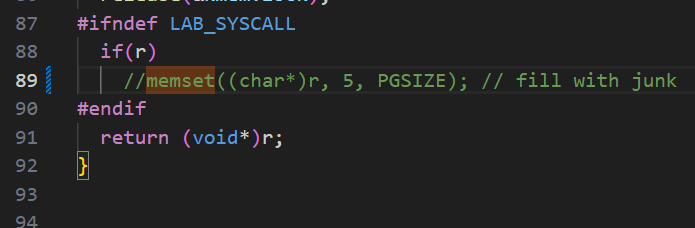 87 #ifndef LAB_SYSCALL
88 if(r)
89 //memset((char*)r, 5, PGSIZE); // fill with junk
90 #endif
91 return (void*)r;
92 }
93
94